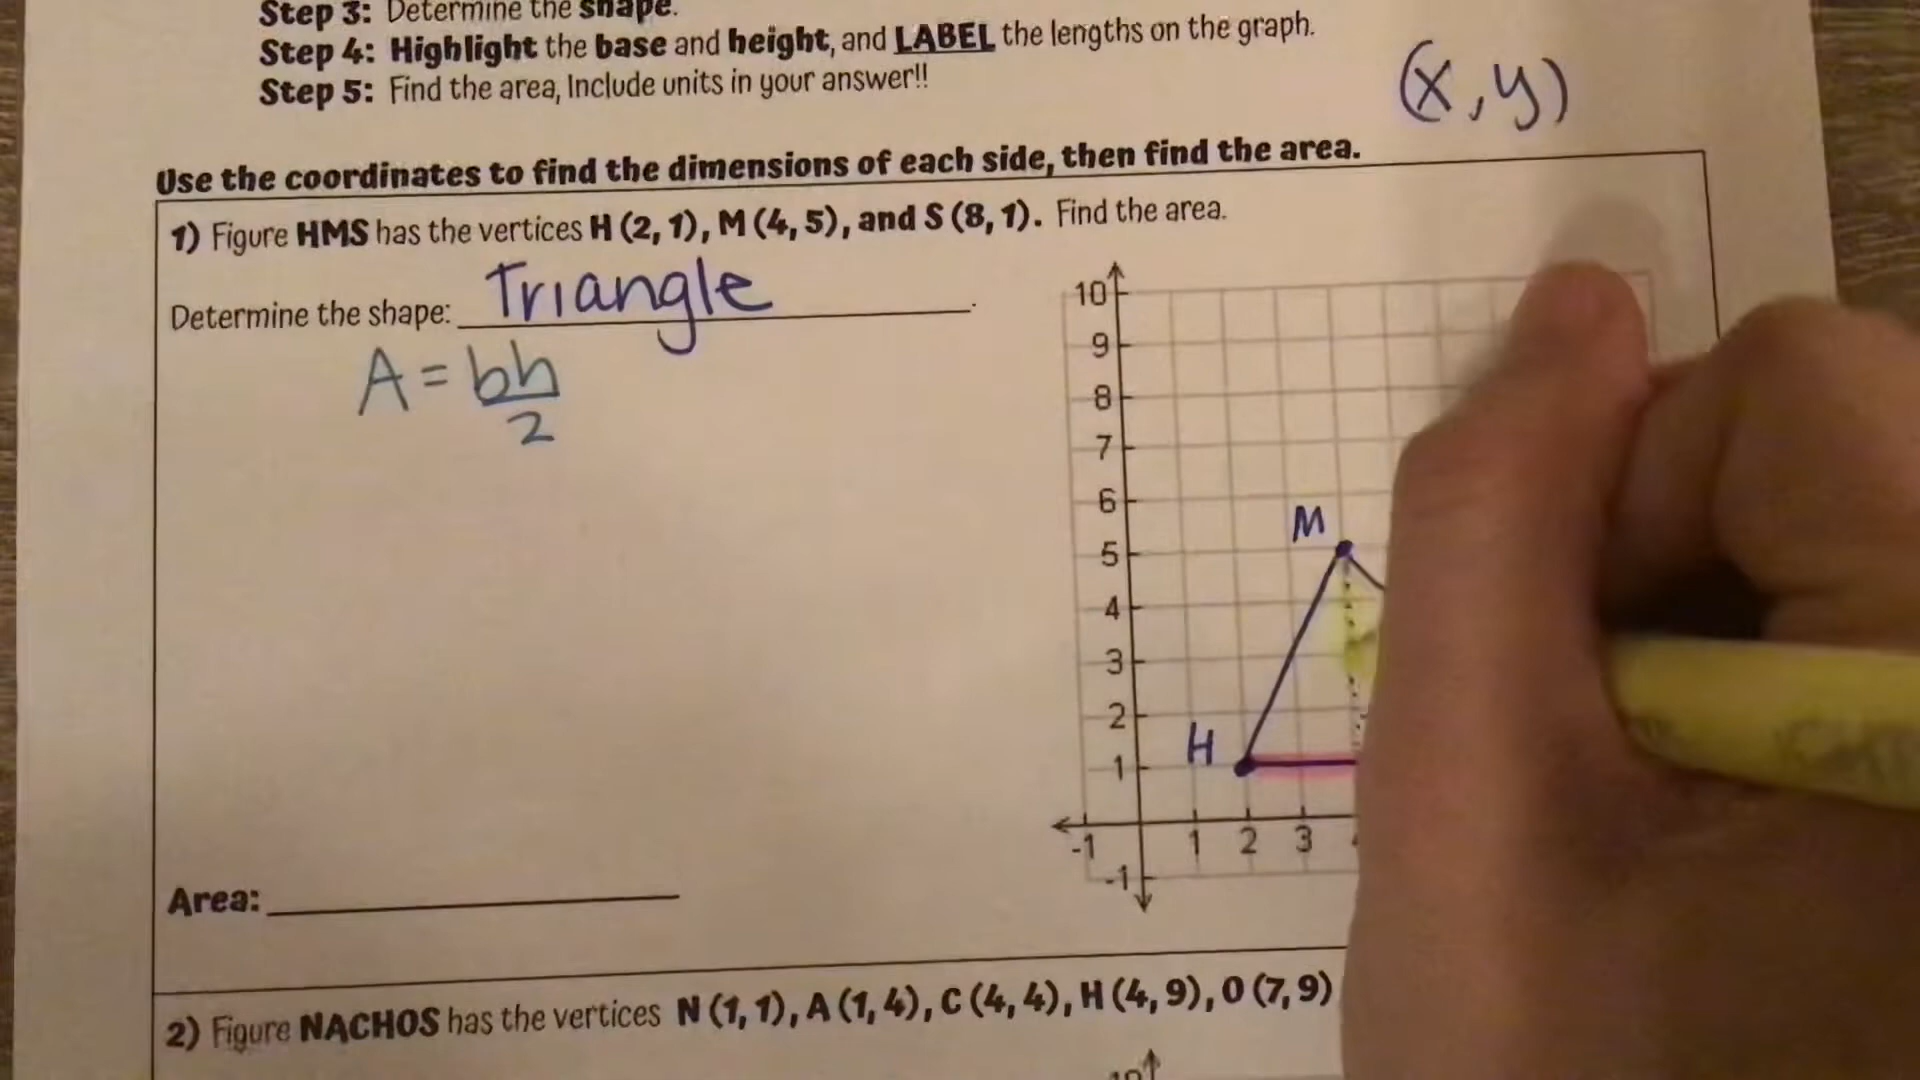 Step 3: Determine the shape.
Step 4: Highlight the base and height, and LABEL the lengths on the graph.
Step 5: Find the area, Include units in your answer!!
(x, y)
Use the coordinates to find the dimensions of each side, then find the area.
1) Figure HMS has the vertices H (2, 1), M (4, 5), and S (8, 1). Find the area.
Determine the shape: Triangle.
A = bh
2
10
9
8
7
6
M
5
4
3
2
H
1
-1 1 2 3
-1
Area:
2) Figure NACHOS has the vertices N (1, 1), A (1, 4), C (4, 4), H (4, 9), O (7, 9)